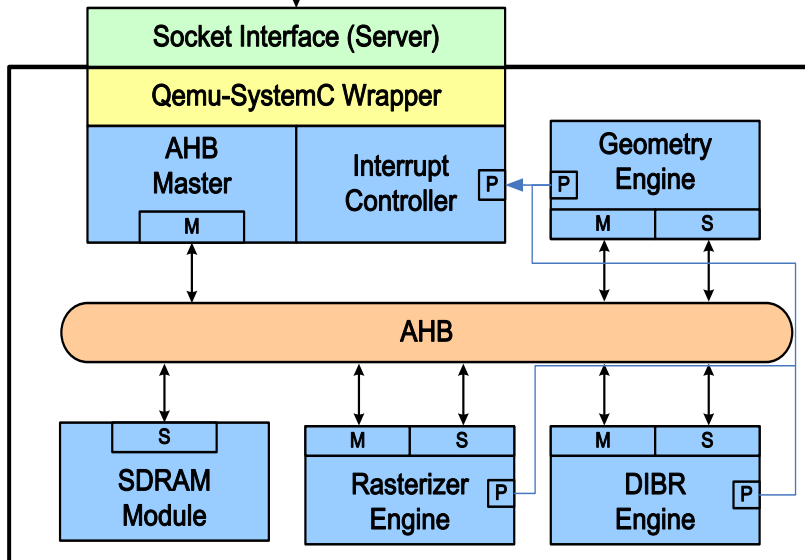 Socket Interface (Server)
Qemu-SystemC Wrapper
AHB
Master
M
Interrupt
Controller
P
Geometry
Engine
P
M
S
AHB
S
SDRAM
Module
M
S
Rasterizer
Engine
P
M
S
DIBR
Engine
P